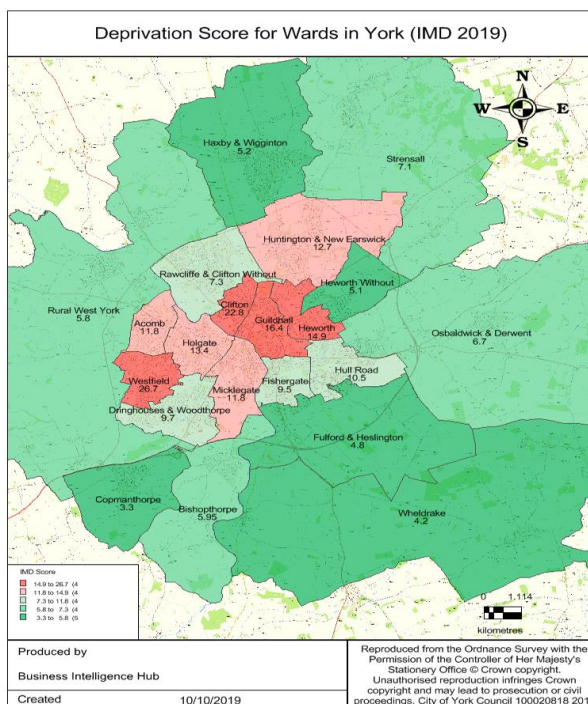 Deprivation Score for Wards in York (IMD 2019)
N
W E
S
Haxby & Wigginton
5.2
Strensall
7.1
Huntington & New Earswick
12.7
Rawcliffe & Clifton Without
7.3
Heworth Without
5.1
Rural West York
5.8
Clifton
22.8
Guildhall
16.4
Heworth
14.9
Osbaldwick & Derwent
6.7
Acomb
11.8
Holgate
13.4
Westfield
26.7
Micklegate
11.8
Fishergate
9.5
Hull Road
10.5
Dringhouses & Woodthorpe
9.7
Fulford & Heslington
4.8
Copmanthorpe
3.3
Bishopthorpe
5.95
Wheldrake
4.2
IMD Score
14.9 to 26.7 (4
11.8 to 14.9 (4
7.3 to 11.8 (4
5.8 to 7.3 (4
3.3 to 5.8 (5
0 1.114
kilometres
Produced by
Business Intelligence Hub
Created 10/10/2019
Reproduced from the Ordnance Survey with the
Permission of the Controller of Her Majesty's
Stationery Office © Crown copyright.
Unauthorised reproduction infringes Crown
copyright and may lead to prosecution or civil
proceedings. City of York Council 100020818 201